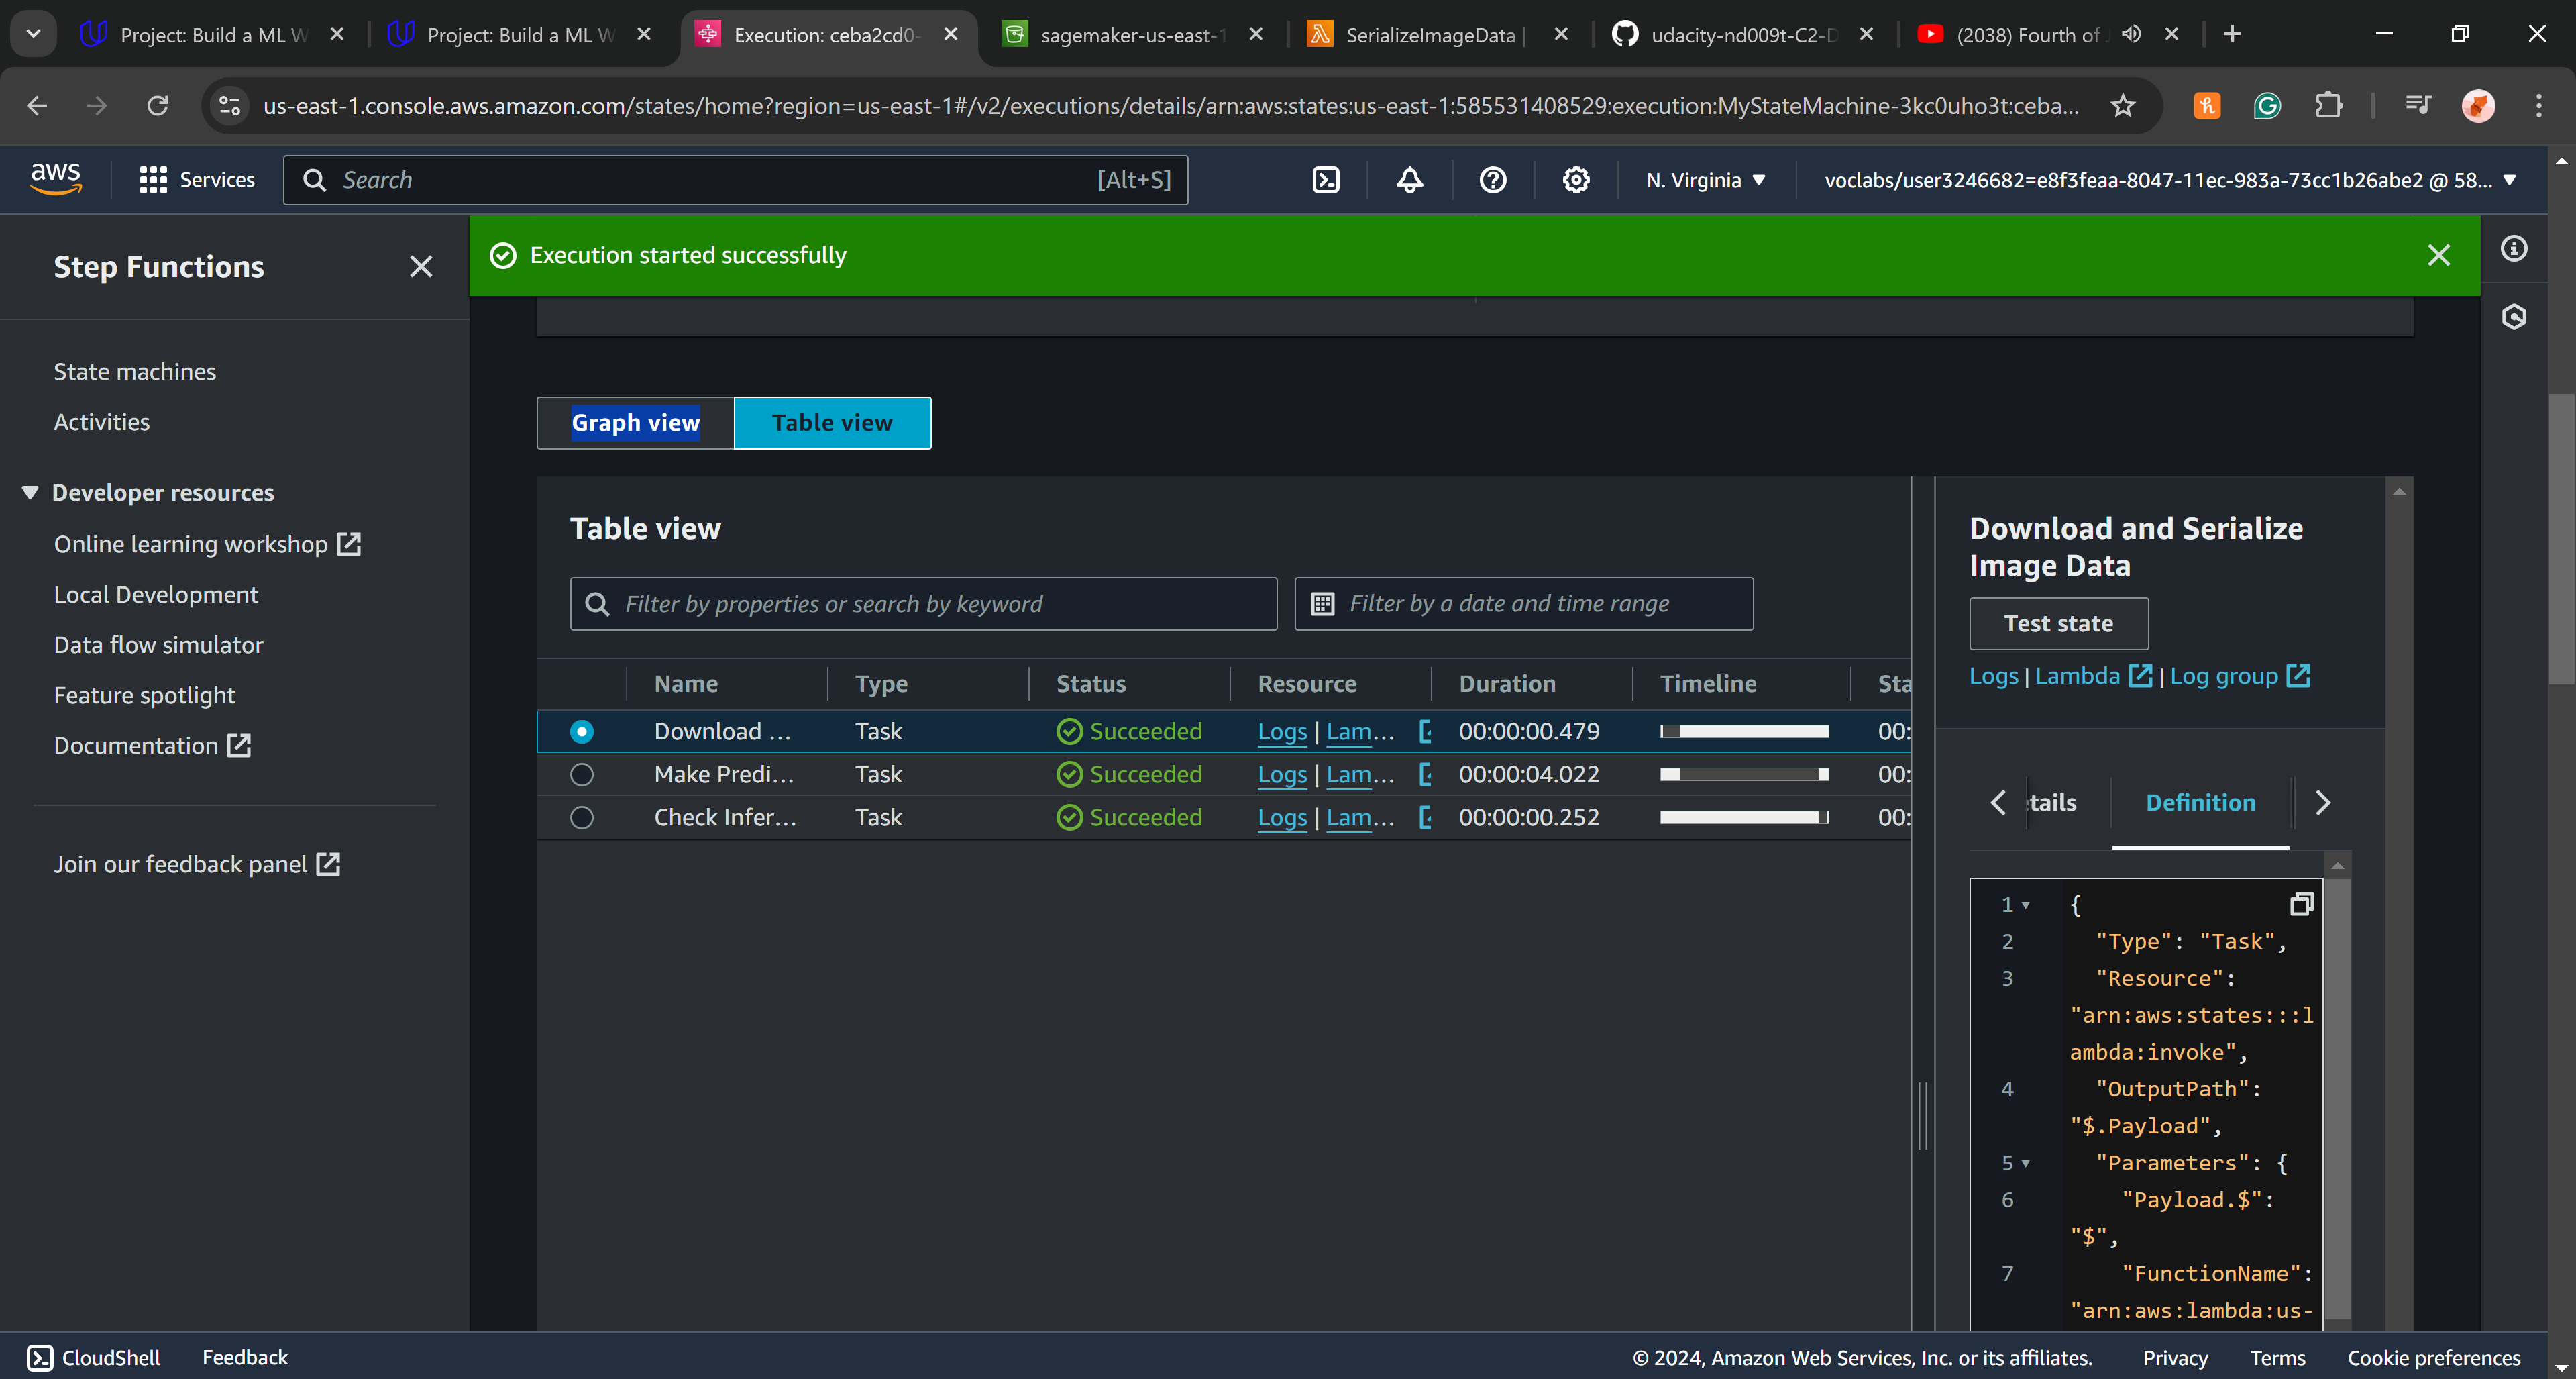 Project: Build a ML W
Project: Build a ML W
Execution: ceba2cd0-
sagemaker-us-east-1
SerializeImageData |
udacity-nd009t-C2-D
(2038) Fourth of J
us-east-1.console.aws.amazon.com/states/home?region=us-east-1#/v2/executions/details/arn:aws:states:us-east-1:585531408529:execution:MyStateMachine-3kc0uho3t:ceba...
aws
Services
Search
[Alt+S]
N. Virginia
voclabs/user3246682=e8f3feaa-8047-11ec-983a-73cc1b26abe2 @ 58...
Step Functions
State machines
Activities
Developer resources
Online learning workshop
Local Development
Data flow simulator
Feature spotlight
Documentation
Join our feedback panel
Execution started successfully
Graph view
Table view
Table view
Filter by properties or search by keyword
Filter by a date and time range
Name Type Status Resource Duration Timeline Sta
Download ... Task Succeeded Logs | Lam... 00:00:00.479 00:
Make Predi... Task Succeeded Logs | Lam... 00:00:04.022 00:
Check Infer... Task Succeeded Logs | Lam... 00:00:00.252 00:
Download and Serialize
Image Data
Test state
Logs | Lambda | Log group
tails
Definition
1 {
2 "Type": "Task",
3 "Resource":
"arn:aws:states:::l
ambda:invoke",
4 "OutputPath":
"$.Payload",
5 "Parameters": {
6 "Payload.$":
"$",
7 "FunctionName":
"arn:aws:lambda:us-
CloudShell
Feedback
© 2024, Amazon Web Services, Inc. or its affiliates.
Privacy
Terms
Cookie preferences